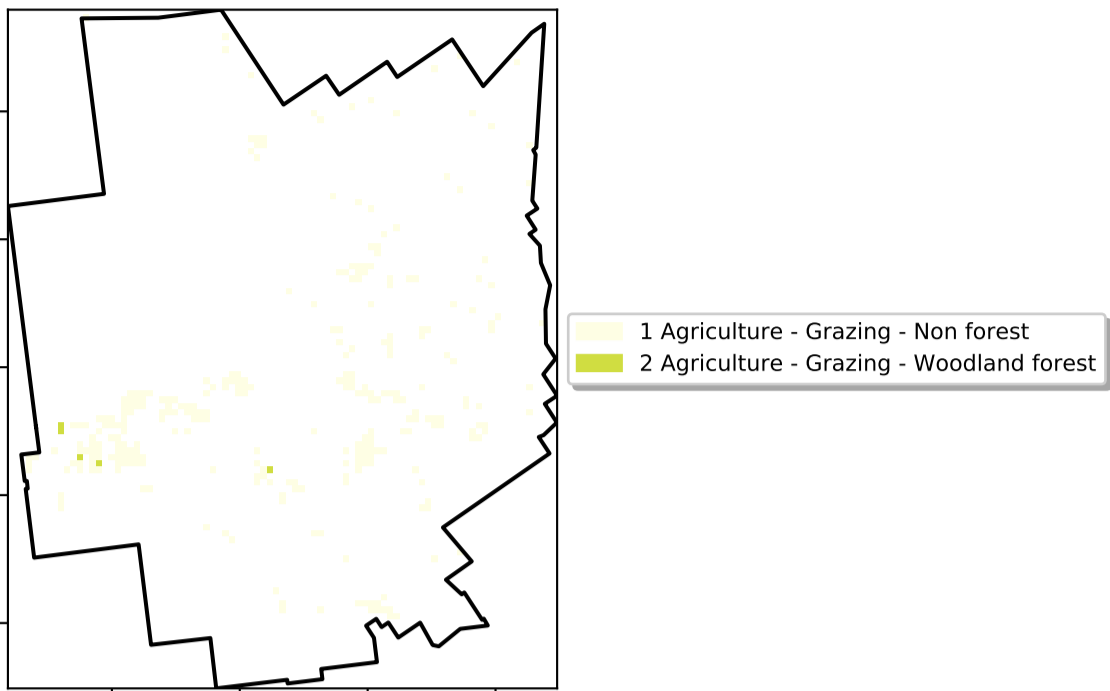 1 Agriculture - Grazing - Non forest
2 Agriculture - Grazing - Woodland forest